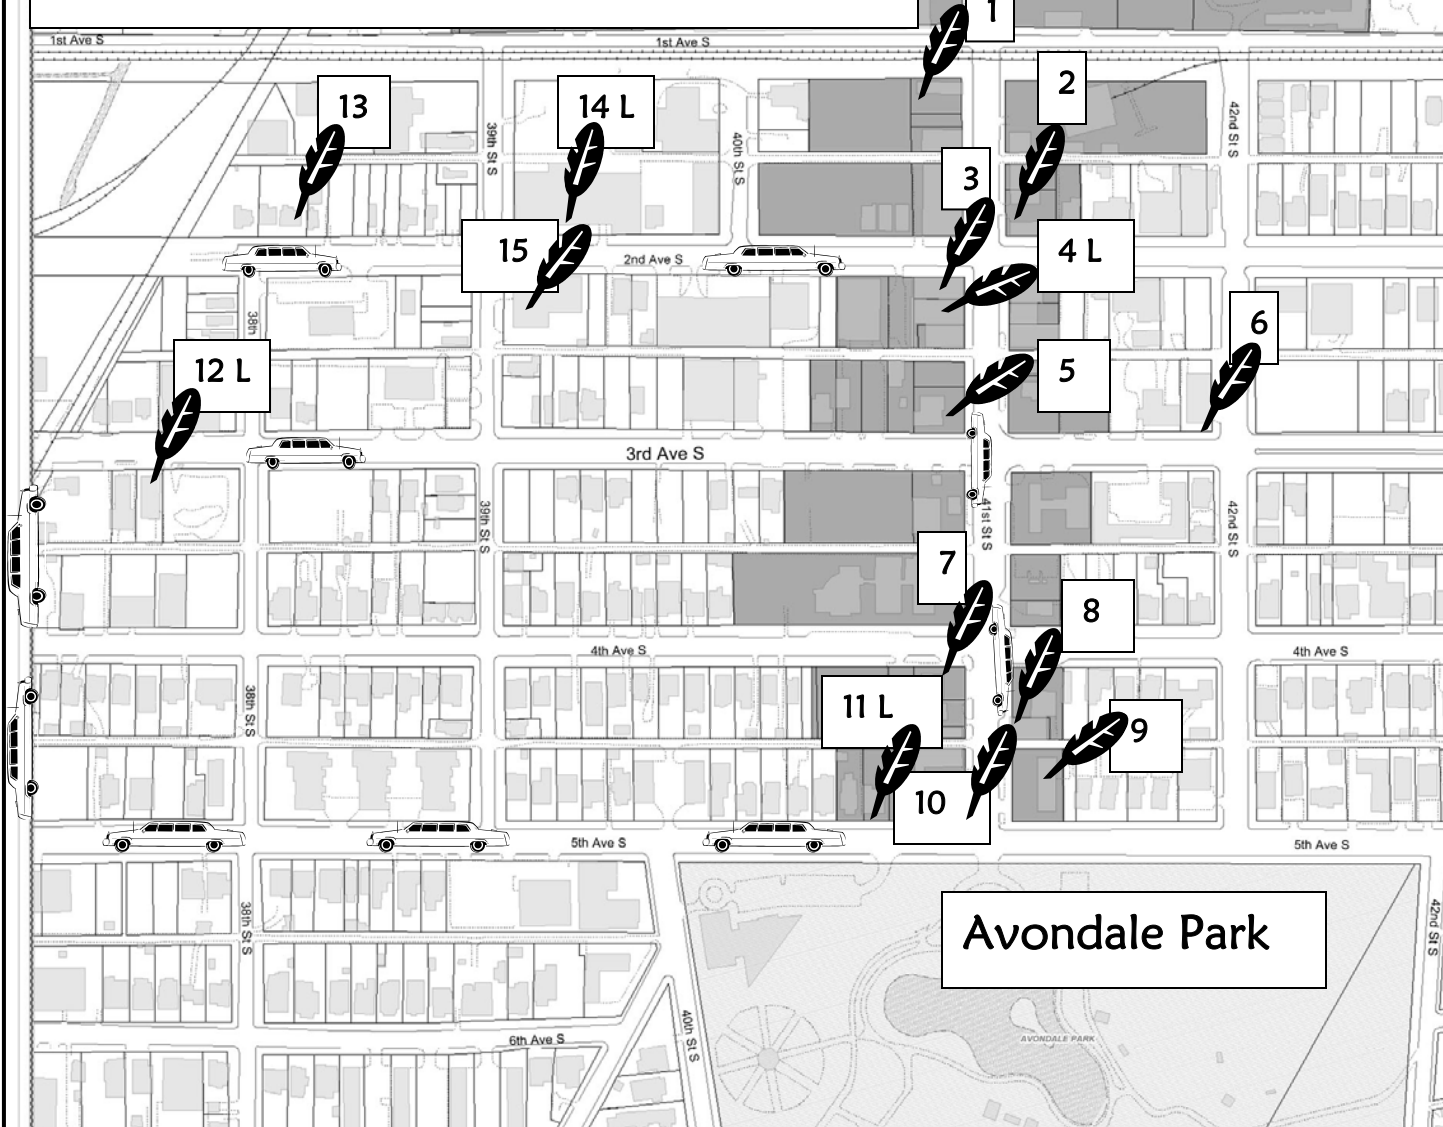 1
1st Ave S
1st Ave S
2
13
14 L
39th St S
40th St S
42nd St S
3
15
4 L
2nd Ave S
38th
6
12 L
5
3rd Ave S
39th St S
41st St S
42nd St S
7
8
4th Ave S
4th Ave S
38th St S
11 L
9
10
5th Ave S
5th Ave S
38th St S
42nd St S
Avondale Park
40th St S
6th Ave S
AVONDALE PARK